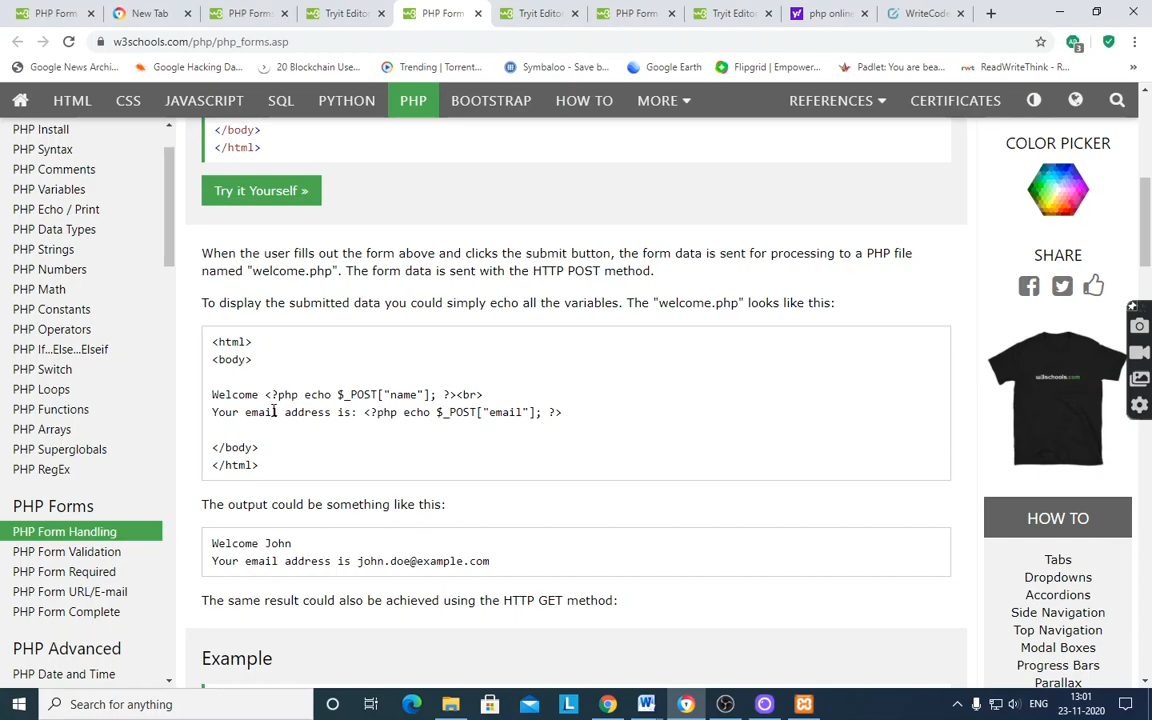 PHP Form
New Tab
PHP Forms
Tryit Editor
PHP Form
Tryit Editor
PHP Form
Tryit Editor
php online
WriteCode
w3schools.com/php/php_forms.asp
3
Google News Archi...
Google Hacking Da...
20 Blockchain Use...
Trending | Torrent...
Symbaloo - Save b...
Google Earth
Flipgrid | Empower...
Padlet: You are bea...
rwt ReadWriteThink - R...
HTML
CSS
JAVASCRIPT
SQL
PYTHON
PHP
BOOTSTRAP
HOW TO
MORE
REFERENCES
CERTIFICATES
PHP Install
PHP Syntax
PHP Comments
PHP Variables
PHP Echo / Print
PHP Data Types
PHP Strings
PHP Numbers
PHP Math
PHP Constants
PHP Operators
PHP If...Else...Elseif
PHP Switch
PHP Loops
PHP Functions
PHP Arrays
PHP Superglobals
PHP RegEx
PHP Forms
PHP Form Handling
PHP Form Validation
PHP Form Required
PHP Form URL/E-mail
PHP Form Complete
PHP Advanced
PHP Date and Time
</body>
</html>
Try it Yourself »
When the user fills out the form above and clicks the submit button, the form data is sent for processing to a PHP file
named "welcome.php". The form data is sent with the HTTP POST method.
To display the submitted data you could simply echo all the variables. The "welcome.php" looks like this:
<html>
<body>
Welcome <?php echo $_POST["name"]; ?><br>
Your email address is: <?php echo $_POST["email"]; ?>
</body>
</html>
The output could be something like this:
Welcome John
Your email address is john.doe@example.com
The same result could also be achieved using the HTTP GET method:
Example
COLOR PICKER
SHARE
w3schools.com
HOW TO
Tabs
Dropdowns
Accordions
Side Navigation
Top Navigation
Modal Boxes
Progress Bars
Parallax
Type here to search
ENG
13:01
23-11-2020